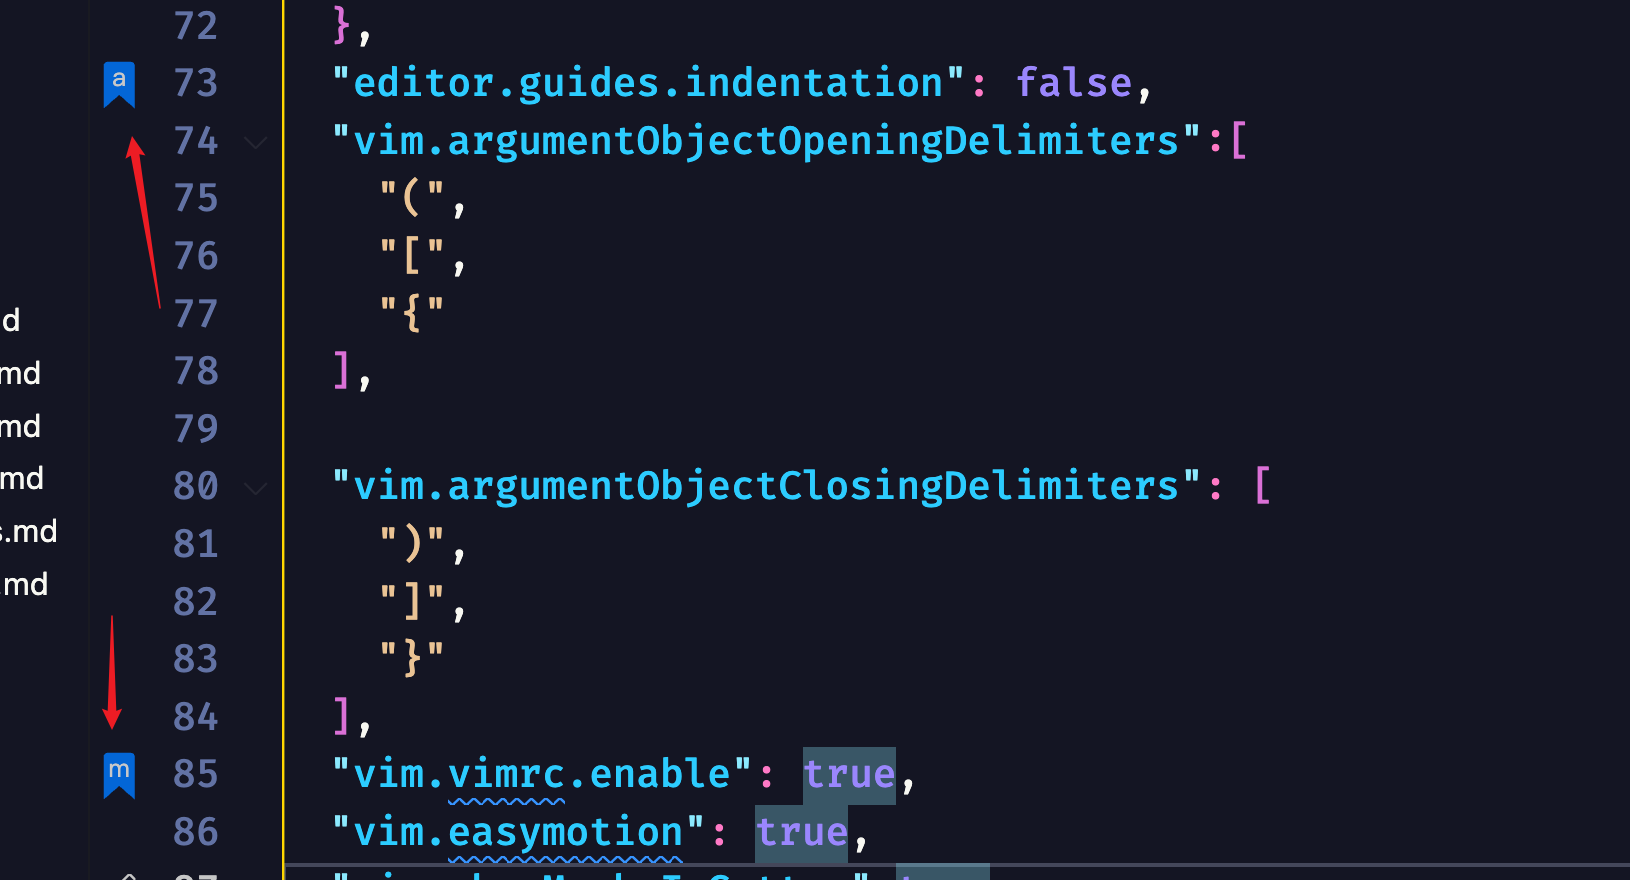 72 },
a 73 "editor.guides.indentation": false,
74 "vim.argumentObjectOpeningDelimiters":[
75 "(",
76 "[",
d 77 "{"
md 78 ],
md 79
md 80 "vim.argumentObjectClosingDelimiters": [
s.md 81 ")",
.md 82 "]",
83 "}"
84 ],
m 85 "vim.vimrc.enable": true,
86 "vim.easymotion": true,